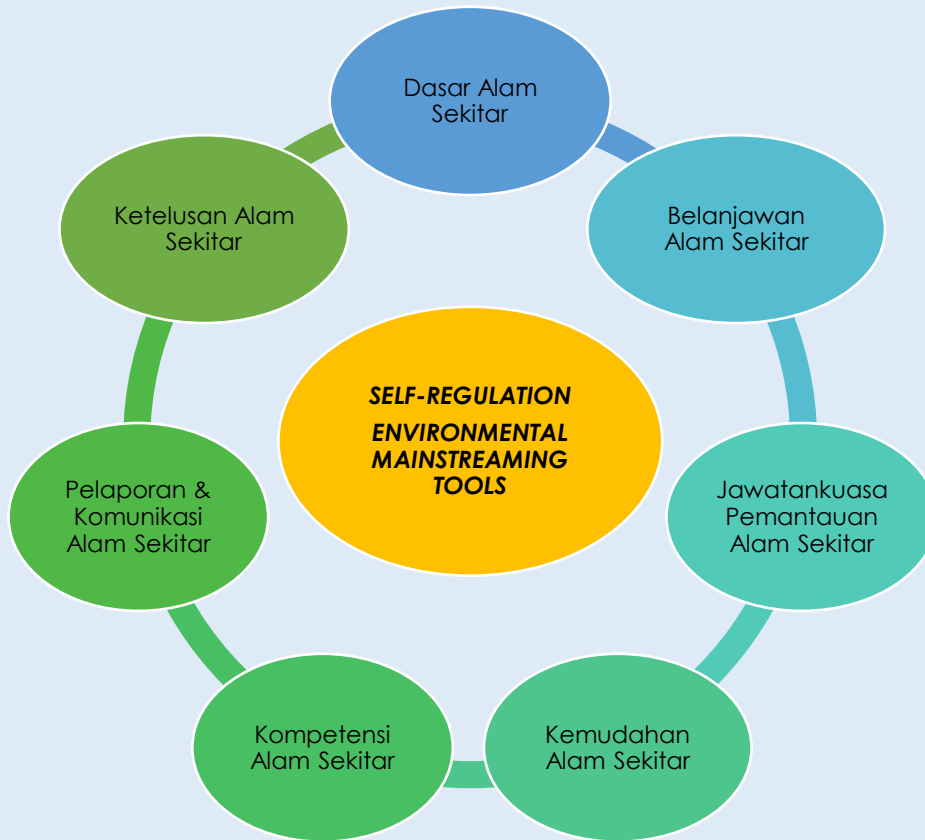 Dasar Alam
Sekitar
Belanjawan
Alam Sekitar
Jawatankuasa
Pemantauan
Alam Sekitar
Kemudahan
Alam Sekitar
Kompetensi
Alam Sekitar
Pelaporan &
Komunikasi
Alam Sekitar
Ketelusan Alam
Sekitar
SELF-REGULATION
ENVIRONMENTAL
MAINSTREAMING
TOOLS